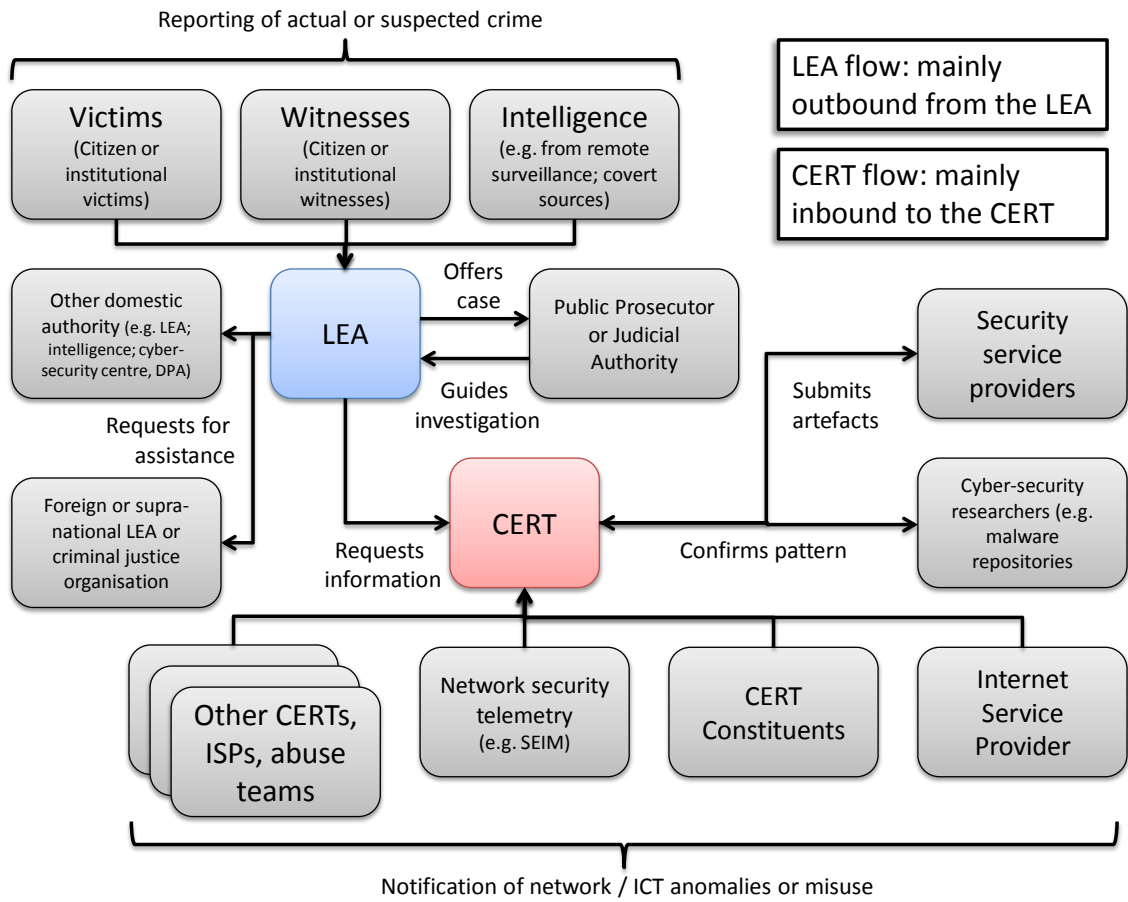 Reporting of actual or suspected crime
LEA flow: mainly
outbound from the LEA
CERT flow: mainly
inbound to the CERT
Victims
(Citizen or
institutional
victims)
Witnesses
(Citizen or
institutional
witnesses)
Intelligence
(e.g. from remote
surveillance; covert
sources)
Other domestic
authority (e.g. LEA;
intelligence; cyber-
security centre, DPA)
LEA
Offers
case
Guides
investigation
Public Prosecutor
or Judicial
Authority
Security
service
providers
Submits
artefacts
Requests for
assistance
Foreign or supra-
national LEA or
criminal justice
organisation
Requests
information
CERT
Confirms pattern
Cyber-security
researchers (e.g.
malware
repositories
Other CERTs,
ISPs, abuse
teams
Network security
telemetry
(e.g. SEIM)
CERT
Constituents
Internet
Service
Provider
Notification of network / ICT anomalies or misuse